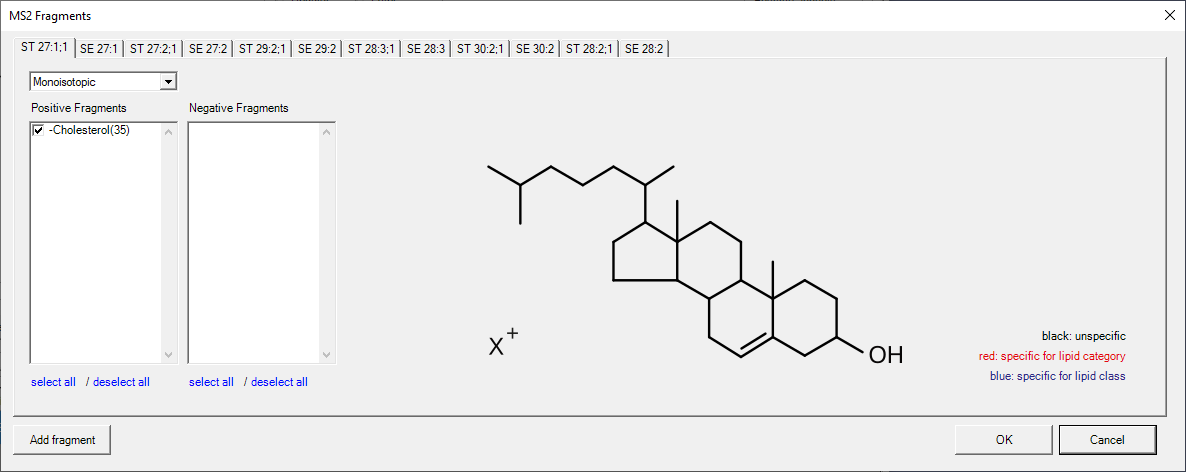 MS2 Fragments
ST 27:1;1 SE 27:1 ST 27:2;1 SE 27:2 ST 29:2;1 SE 29:2 ST 28:3;1 SE 28:3 ST 30:2;1 SE 30:2 ST 28:2;1 SE 28:2
Monoisotopic
Positive Fragments Negative Fragments
-Cholesterol(35)
X+
OH
black: unspecific
red: specific for lipid category
blue: specific for lipid class
select all / deselect all select all / deselect all
Add fragment OK Cancel